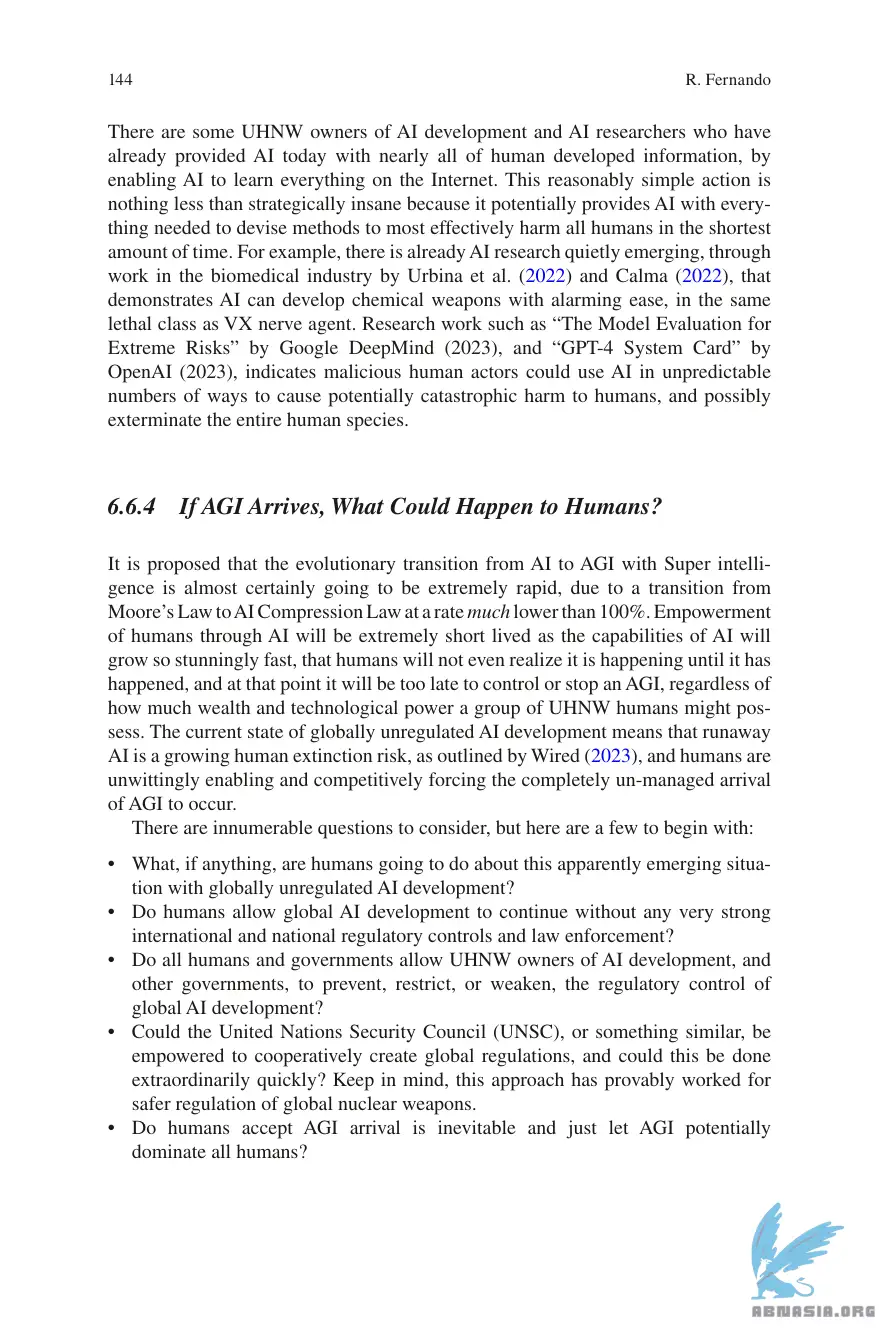 144
R. Fernando
There are some UHNW owners of AI development and AI researchers who have
already provided AI today with nearly all of human developed information, by
enabling AI to learn everything on the Internet. This reasonably simple action is
nothing less than strategically insane because it potentially provides AI with every-
thing needed to devise methods to most effectively harm all humans in the shortest
amount of time. For example, there is already AI research quietly emerging, through
work in the biomedical industry by Urbina et al. (2022) and Calma (2022), that
demonstrates AI can develop chemical weapons with alarming ease, in the same
lethal class as VX nerve agent. Research work such as “The Model Evaluation for
Extreme Risks” by Google DeepMind (2023), and “GPT-4 System Card” by
OpenAI (2023), indicates malicious human actors could use AI in unpredictable
numbers of ways to cause potentially catastrophic harm to humans, and possibly
exterminate the entire human species.
6.6.4 If AGI Arrives, What Could Happen to Humans?
It is proposed that the evolutionary transition from AI to AGI with Super intelli-
gence is almost certainly going to be extremely rapid, due to a transition from
Moore’s Law to AI Compression Law at a rate much lower than 100%. Empowerment
of humans through AI will be extremely short lived as the capabilities of AI will
grow so stunningly fast, that humans will not even realize it is happening until it has
happened, and at that point it will be too late to control or stop an AGI, regardless of
how much wealth and technological power a group of UHNW humans might pos-
sess. The current state of globally unregulated AI development means that runaway
AI is a growing human extinction risk, as outlined by Wired (2023), and humans are
unwittingly enabling and competitively forcing the completely un-managed arrival
of AGI to occur.
There are innumerable questions to consider, but here are a few to begin with:
• What, if anything, are humans going to do about this apparently emerging situa-
tion with globally unregulated AI development?
• Do humans allow global AI development to continue without any very strong
international and national regulatory controls and law enforcement?
• Do all humans and governments allow UHNW owners of AI development, and
other governments, to prevent, restrict, or weaken, the regulatory control of
global AI development?
• Could the United Nations Security Council (UNSC), or something similar, be
empowered to cooperatively create global regulations, and could this be done
extraordinarily quickly? Keep in mind, this approach has provably worked for
safer regulation of global nuclear weapons.
• Do humans accept AGI arrival is inevitable and just let AGI potentially
dominate all humans?
ABNASIA.ORG